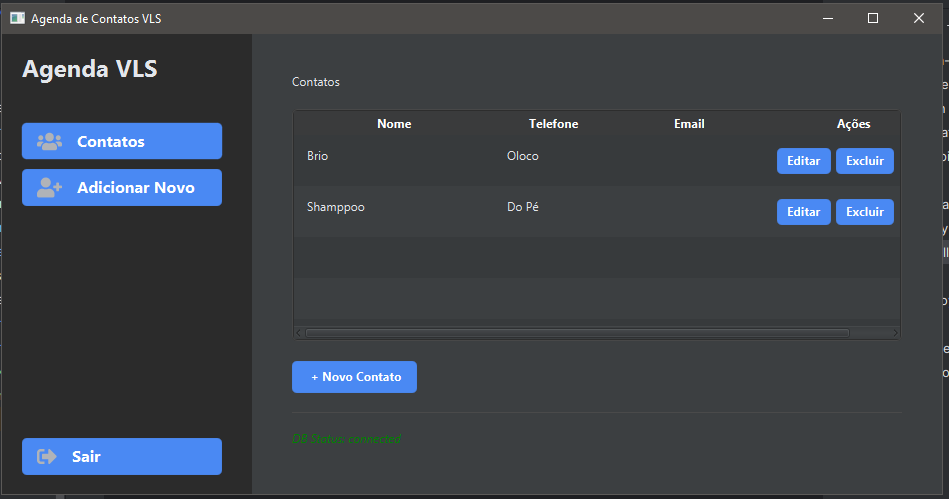 Agenda de Contatos VLS
Agenda VLS
Contatos
Adicionar Novo
Sair
Contatos
Nome Telefone Email Ações
Brio Oloco Editar Excluir
Shamppoo Do Pé Editar Excluir
+ Novo Contato
DB Status: connected